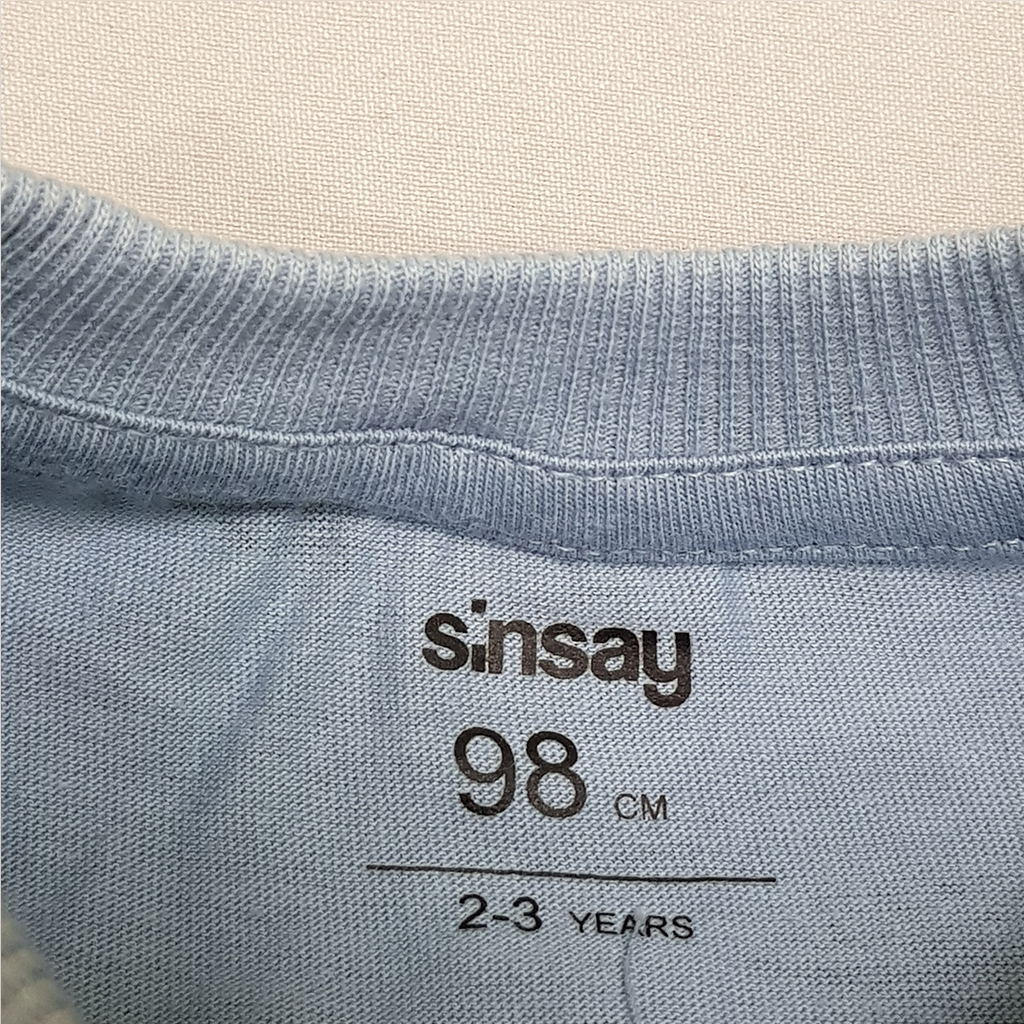 sinsay
98 CM
2-3 YEARS